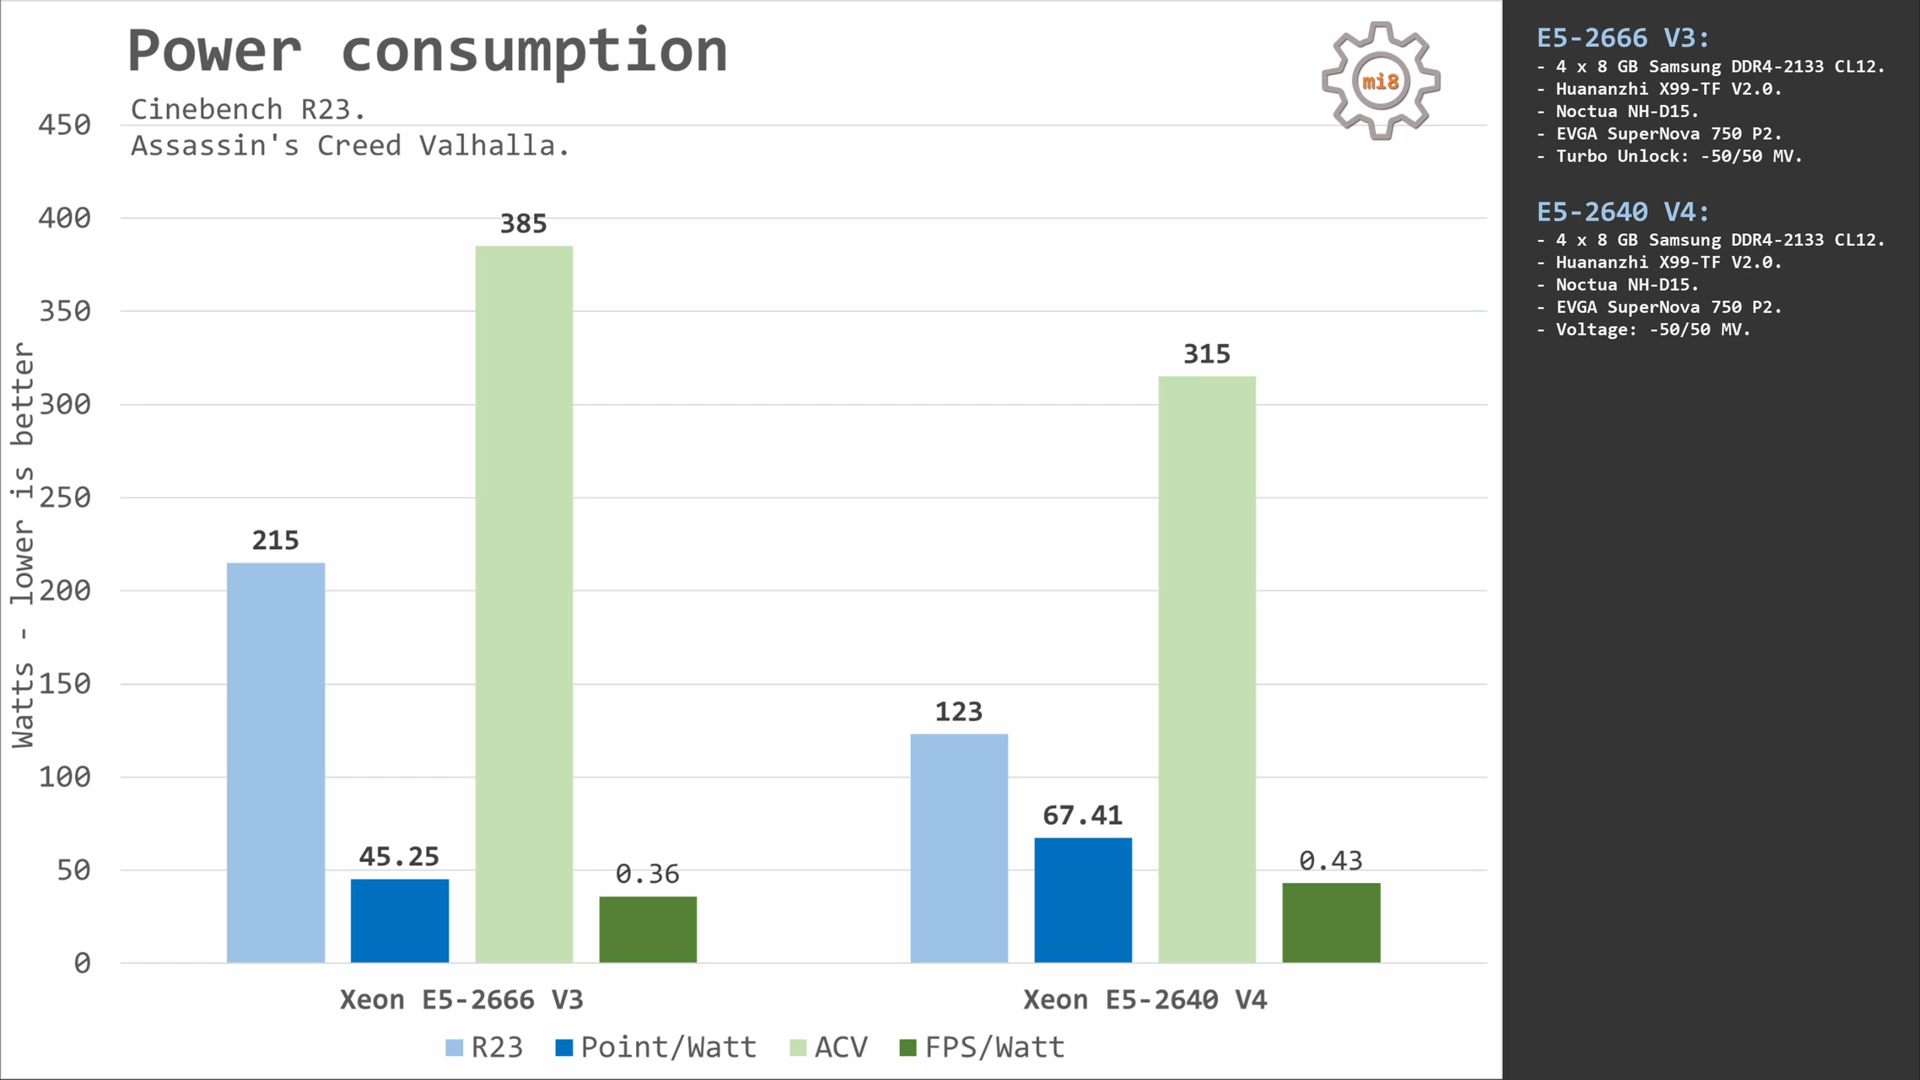 Power consumption
Cinebench R23.
Assassin's Creed Valhalla.
mi8
Watts - lower is better
450
400
350
300
250
200
150
100
50
0
215
45.25
385
0.36
123
67.41
315
0.43
Xeon E5-2666 V3
Xeon E5-2640 V4
R23
Point/Watt
ACV
FPS/Watt
E5-2666 V3:
- 4 x 8 GB Samsung DDR4-2133 CL12.
- Huananzhi X99-TF V2.0.
- Noctua NH-D15.
- EVGA SuperNova 750 P2.
- Turbo Unlock: -50/50 MV.
E5-2640 V4:
- 4 x 8 GB Samsung DDR4-2133 CL12.
- Huananzhi X99-TF V2.0.
- Noctua NH-D15.
- EVGA SuperNova 750 P2.
- Voltage: -50/50 MV.